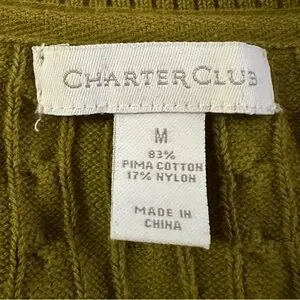 CHARTER CLUB
M
83%
PIMA COTTON
17% NYLON
MADE IN
CHINA